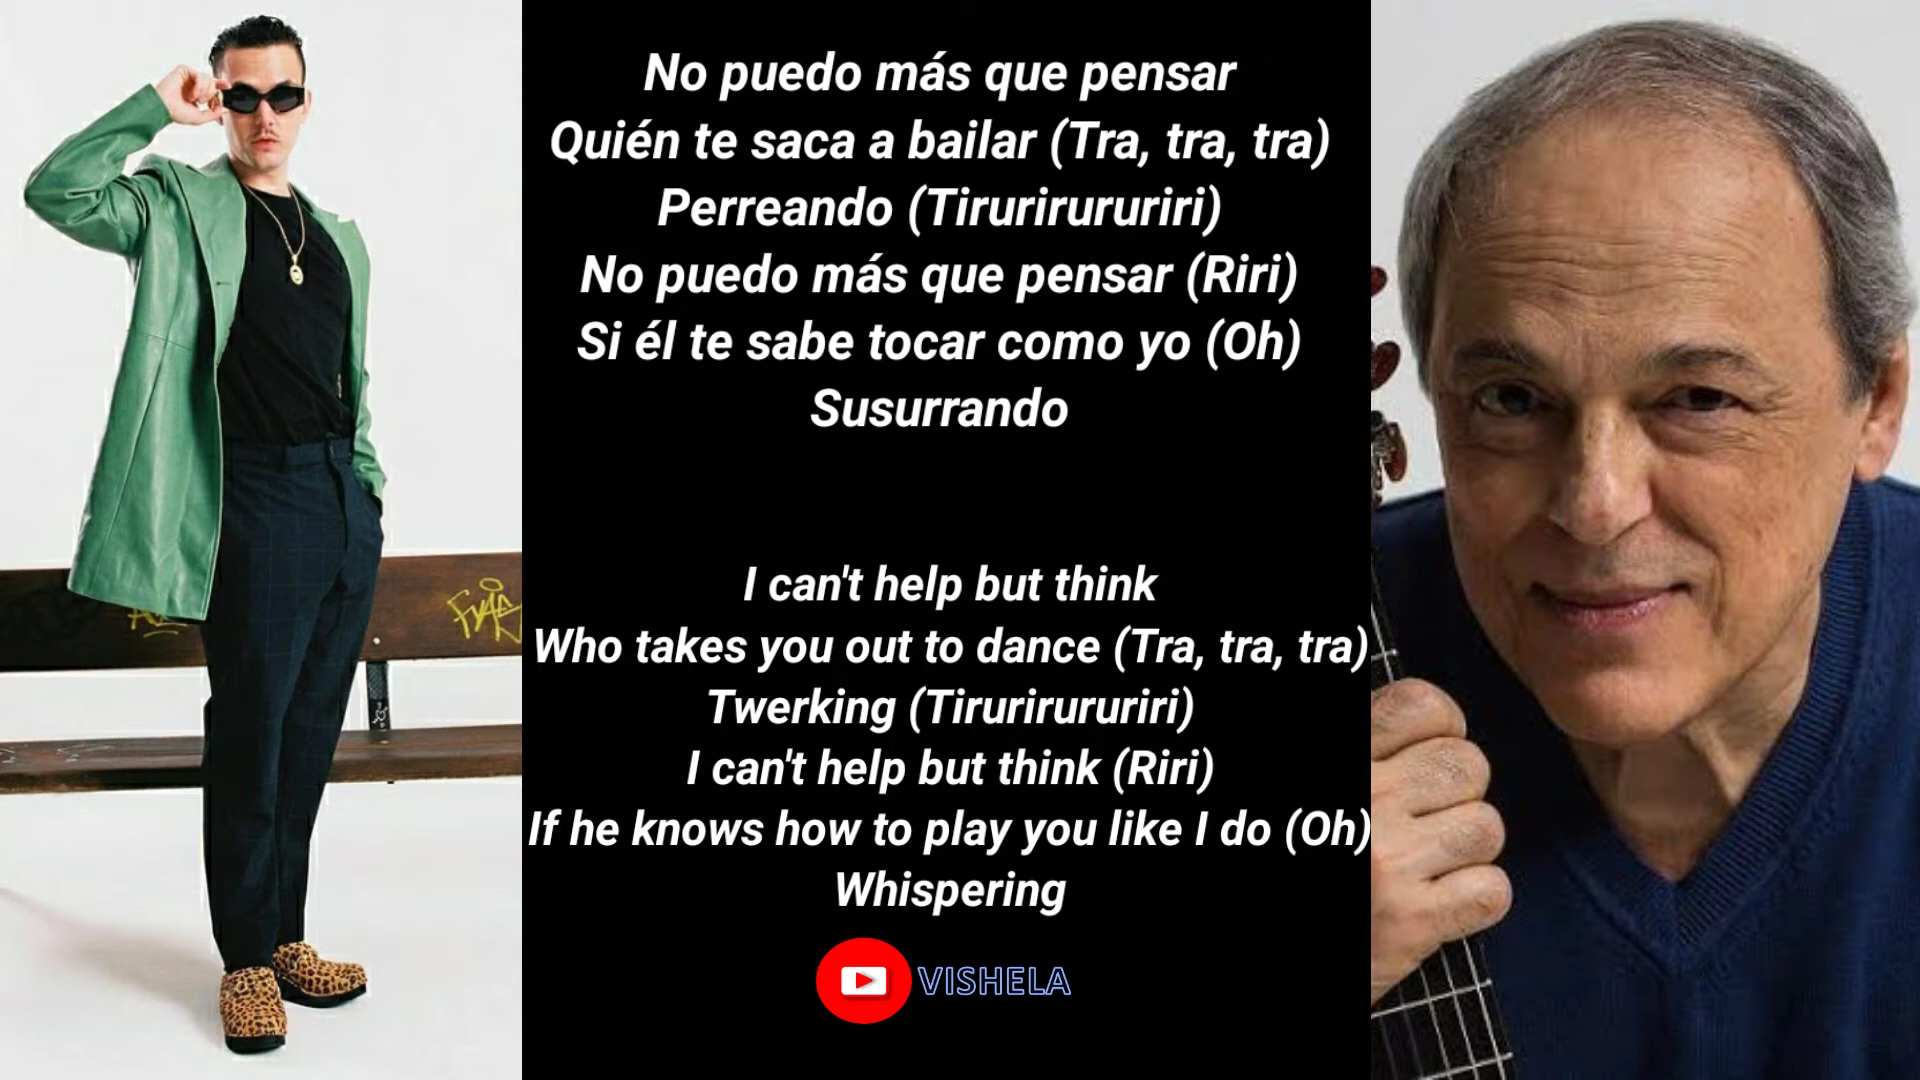 No puedo más que pensar
Quién te saca a bailar (Tra, tra, tra)
Perreando (Tiruriruruririri)
No puedo más que pensar (Riri)
Si él te sabe tocar como yo (Oh)
Susurrando
I can't help but think
Who takes you out to dance (Tra, tra, tra)
Twerking (Tiruriruruririri)
I can't help but think (Riri)
If he knows how to play you like I do (Oh)
Whispering
VISHELA